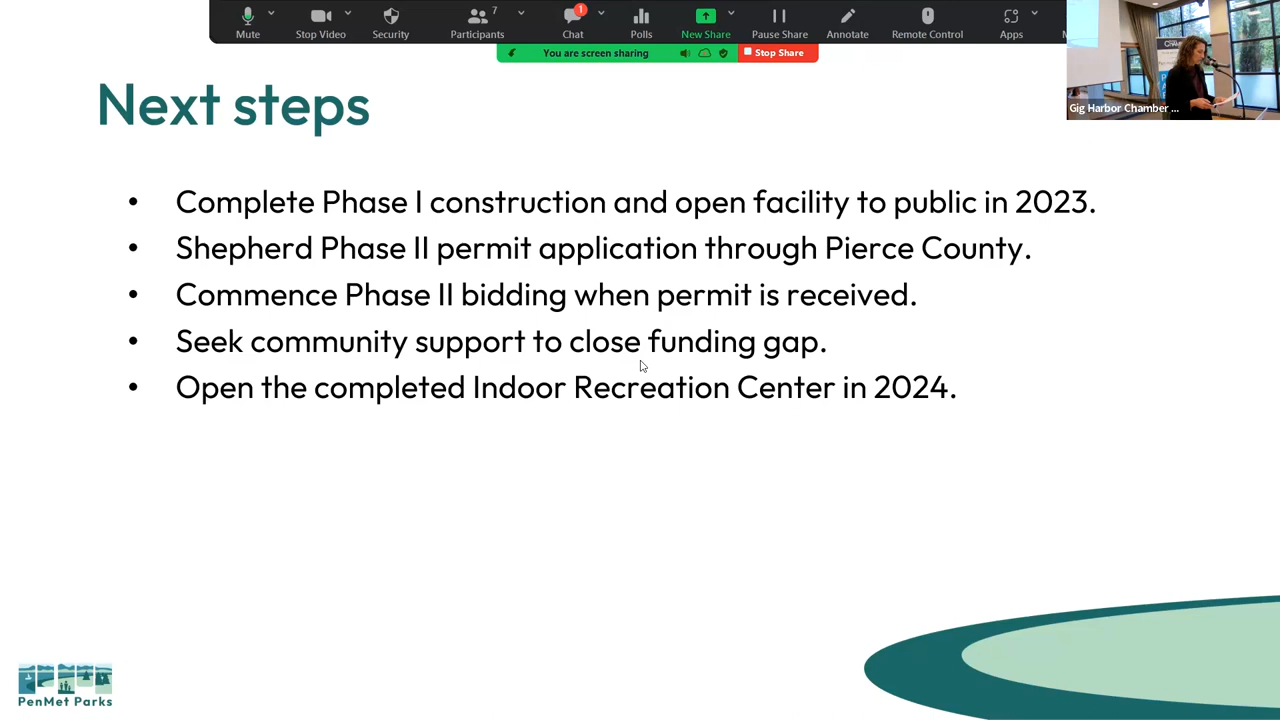 Mute
Stop Video
Security
7
Participants
1
Chat
Polls
New Share
Pause Share
Annotate
Remote Control
Apps
You are screen sharing
Stop Share
Gig Harbor Chamber ...
Next steps
• Complete Phase I construction and open facility to public in 2023.
• Shepherd Phase II permit application through Pierce County.
• Commence Phase II bidding when permit is received.
• Seek community support to close funding gap.
• Open the completed Indoor Recreation Center in 2024.
PenMet Parks